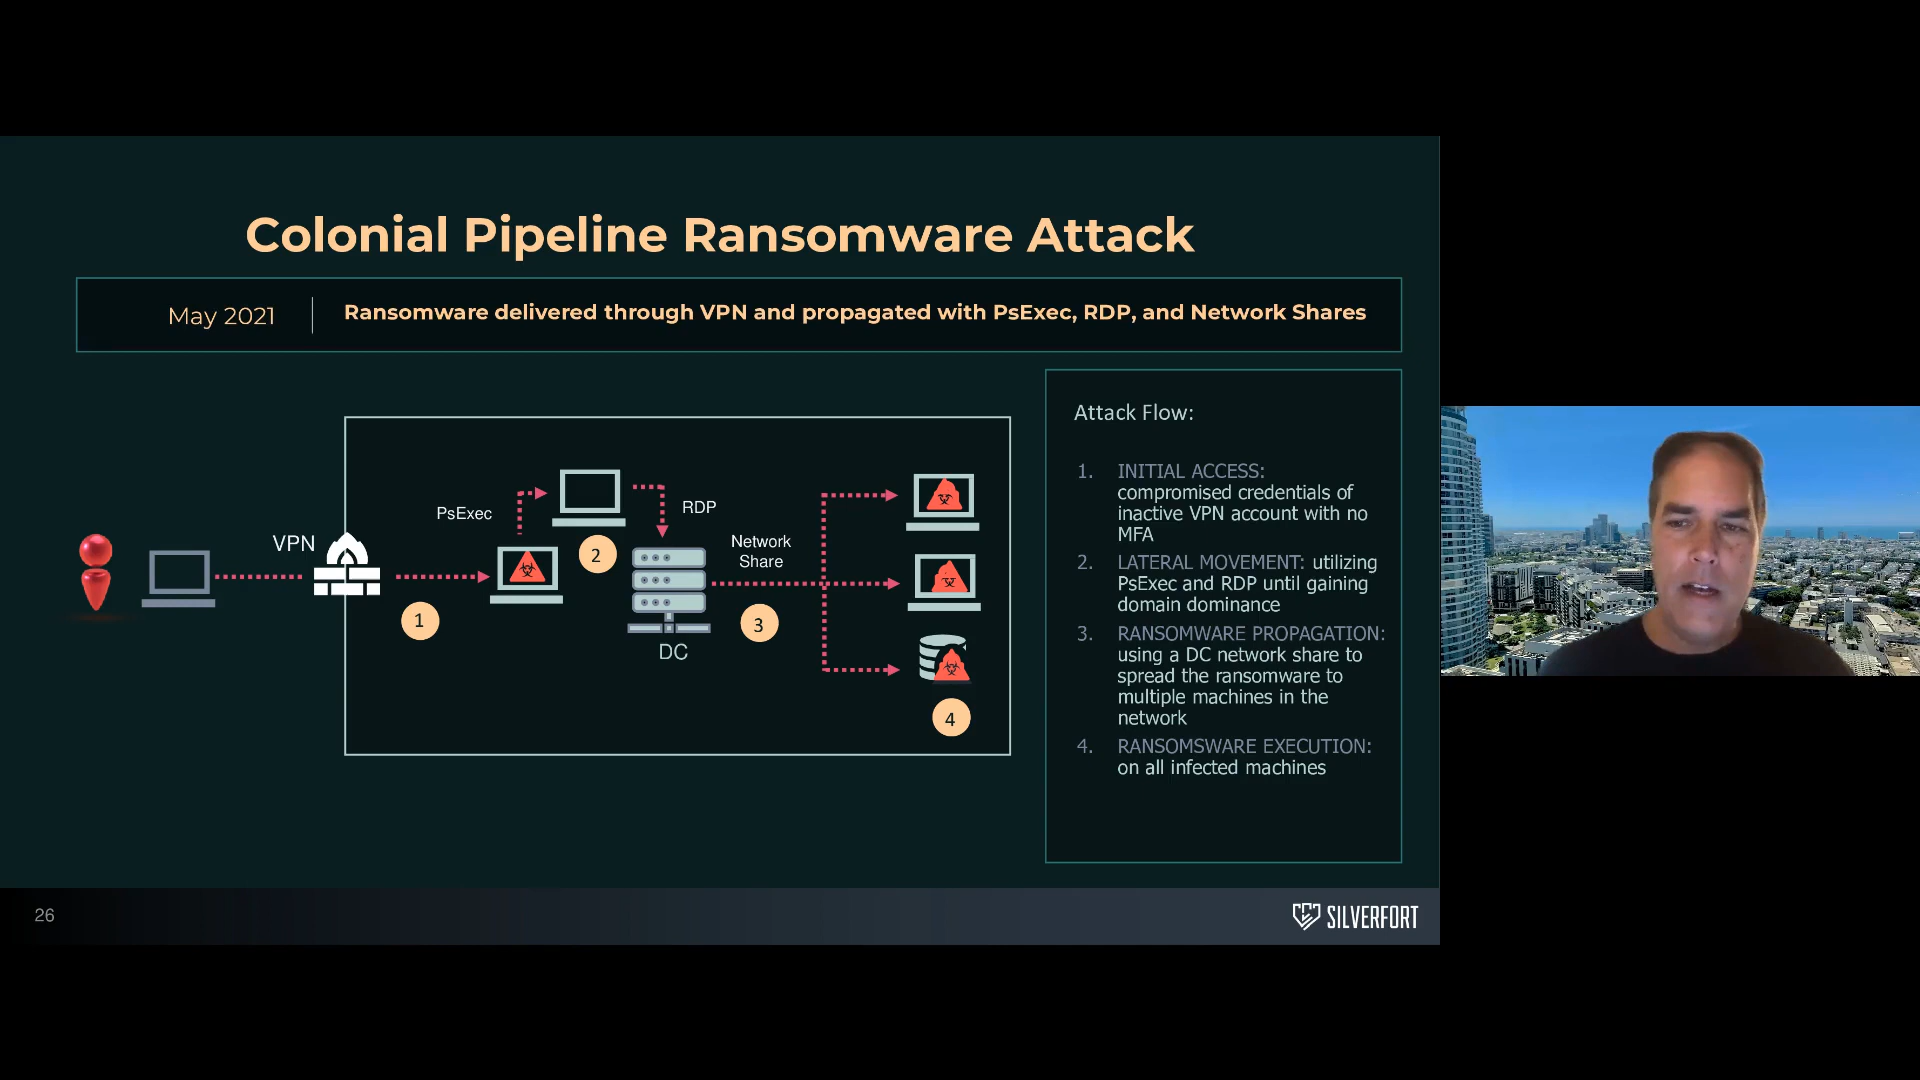 Colonial Pipeline Ransomware Attack
May 2021
Ransomware delivered through VPN and propagated with PsExec, RDP, and Network Shares
VPN
PsExec
RDP
Network
Share
DC
1
2
3
4
Attack Flow:
1. INITIAL ACCESS:
compromised credentials of
inactive VPN account with no
MFA
2. LATERAL MOVEMENT: utilizing
PsExec and RDP until gaining
domain dominance
3. RANSOMWARE PROPAGATION:
using a DC network share to
spread the ransomware to
multiple machines in the
network
4. RANSOMSWARE EXECUTION:
on all infected machines
26
SILVERFORT